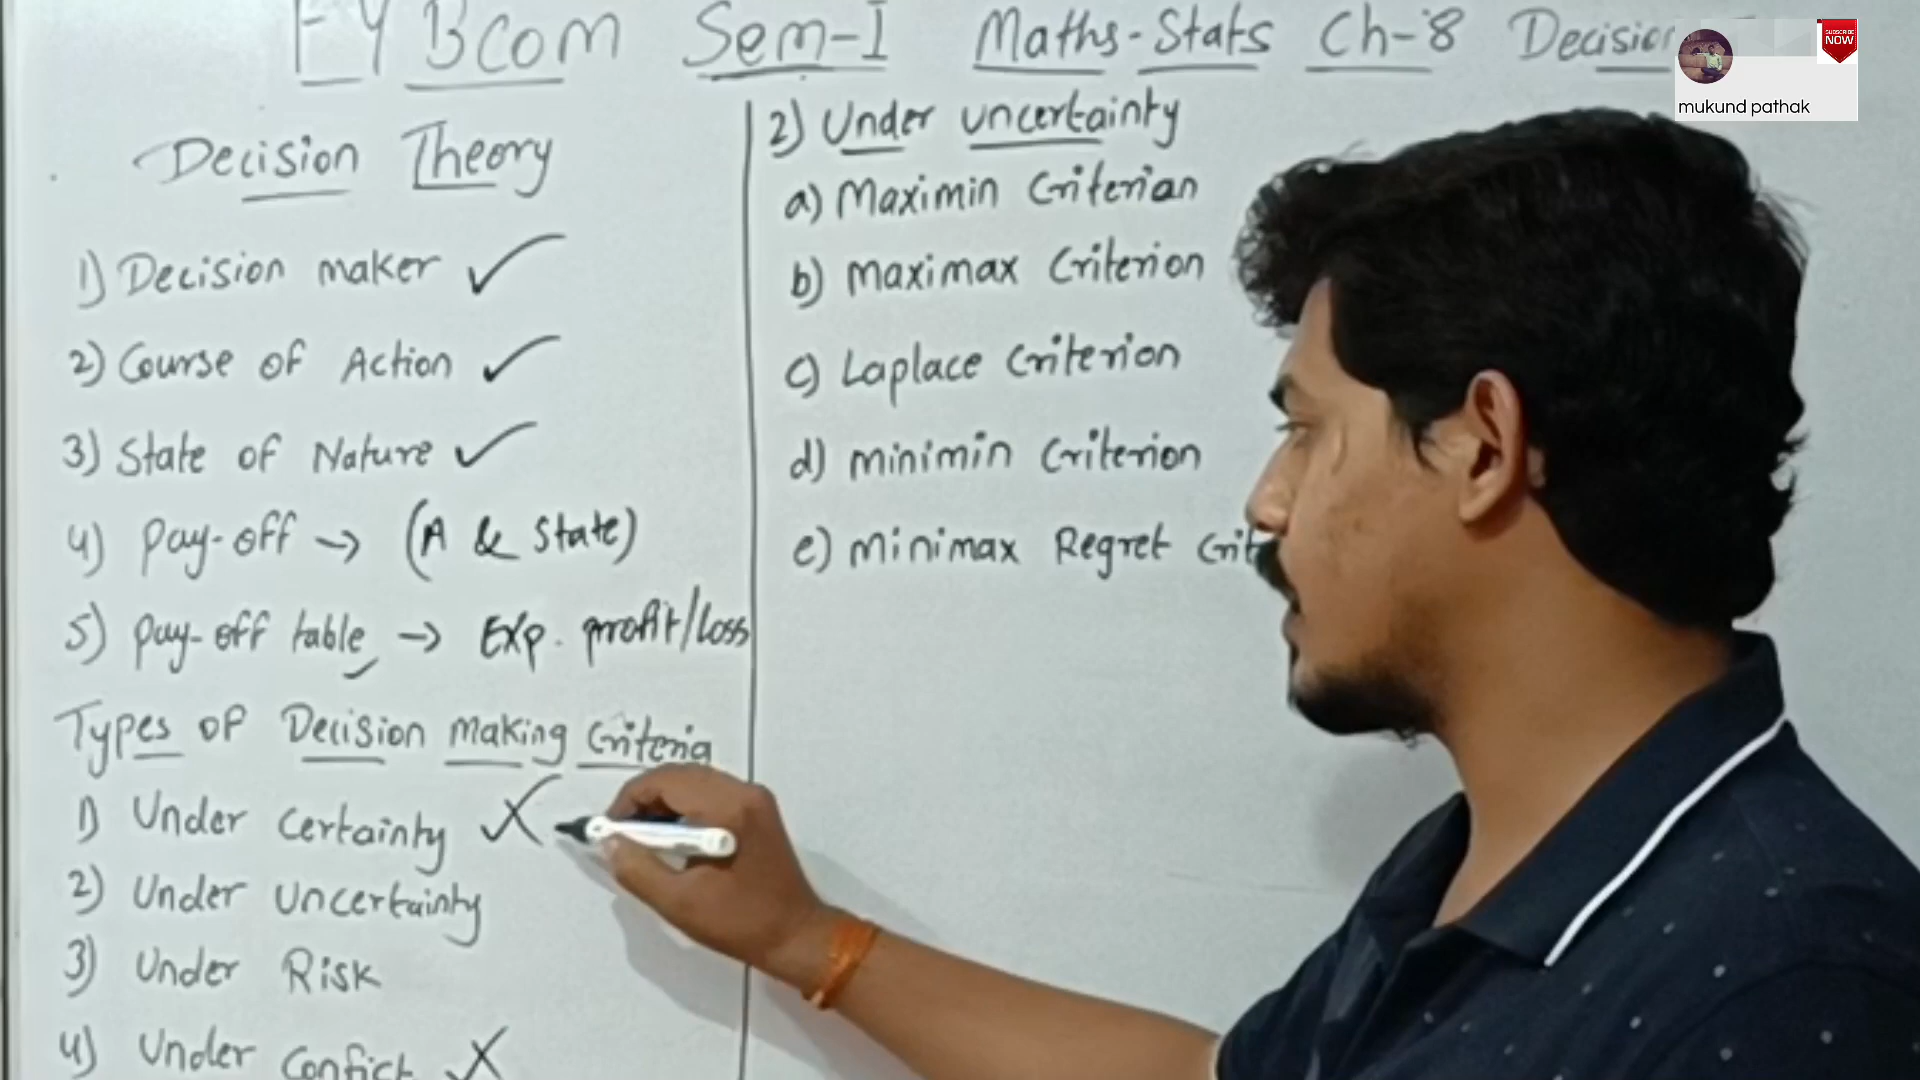 FY BCom Sem-I Maths-Stats Ch-8 Decision
SUBSCRIBE NOW
mukund pathak
Decision Theory
1) Decision maker ✓
2) Course of Action ✓
3) State of Nature ✓
4) Pay-off → (A & State)
5) Pay-off table → Exp. profit/Loss
Types of Decision Making Criteria
1) Under Certainty X
2) Under Uncertainty
3) Under Risk
4) Under Confict X
2) Under uncertainty
a) Maximin Criterian
b) Maximax Criterion
c) Laplace Criterion
d) Minimin Criterion
e) Minimax Regret Crit